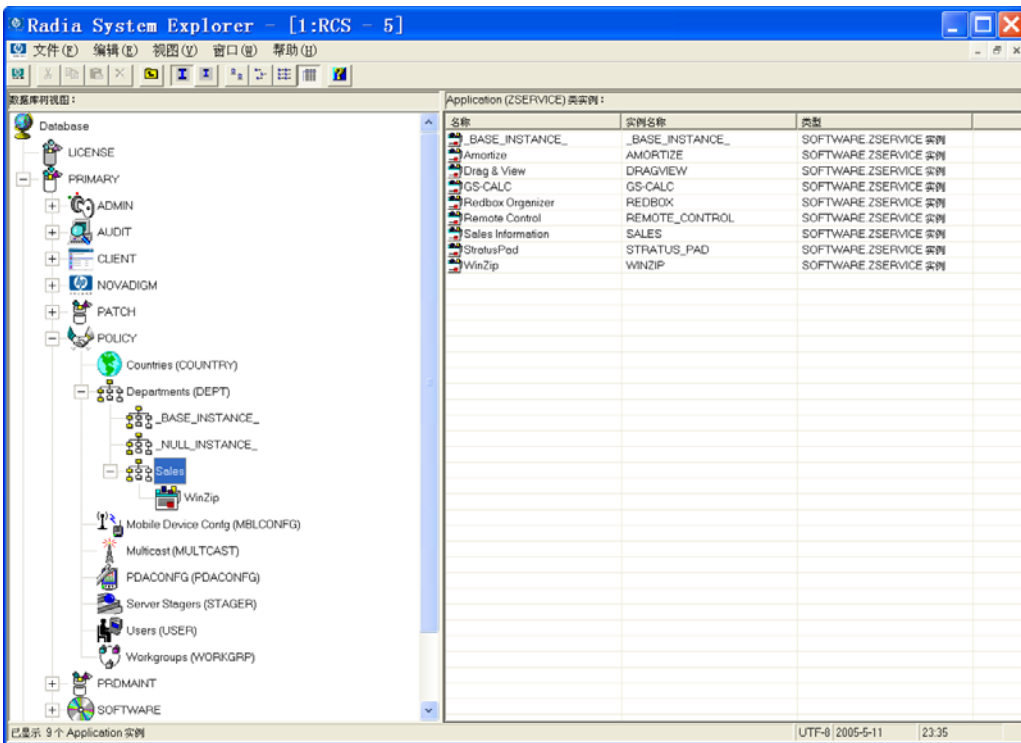 Radia System Explorer - [1:RCS - 5]
文件(F) 编辑(E) 视图(V) 窗口(W) 帮助(H)
数据库树视图:
Database
LICENSE
PRIMARY
ADMIN
AUDIT
CLIENT
NOVADIGM
PATCH
POLICY
Countries (COUNTRY)
Departments (DEPT)
_BASE_INSTANCE_
_NULL_INSTANCE_
Sales
WinZip
Mobile Device Config (MBLCONFG)
Multicast (MULTCAST)
PDACONFG (PDACONFG)
Server Stagers (STAGER)
Users (USER)
Workgroups (WORKGRP)
PRDMAINT
SOFTWARE
Application (ZSERVICE) 类实例:
名称 实例名称 类型
_BASE_INSTANCE_ _BASE_INSTANCE_ SOFTWARE.ZSERVICE 实例
Amortize AMORTIZE SOFTWARE.ZSERVICE 实例
Drag & View DRAGVIEW SOFTWARE.ZSERVICE 实例
GS-CALC GS-CALC SOFTWARE.ZSERVICE 实例
Redbox Organizer REDBOX SOFTWARE.ZSERVICE 实例
Remote Control REMOTE_CONTROL SOFTWARE.ZSERVICE 实例
Sales Information SALES SOFTWARE.ZSERVICE 实例
StratusPad STRATUS_PAD SOFTWARE.ZSERVICE 实例
WinZip WINZIP SOFTWARE.ZSERVICE 实例
已显示 9个 Application 实例 UTF-8 2005-5-11 23:35